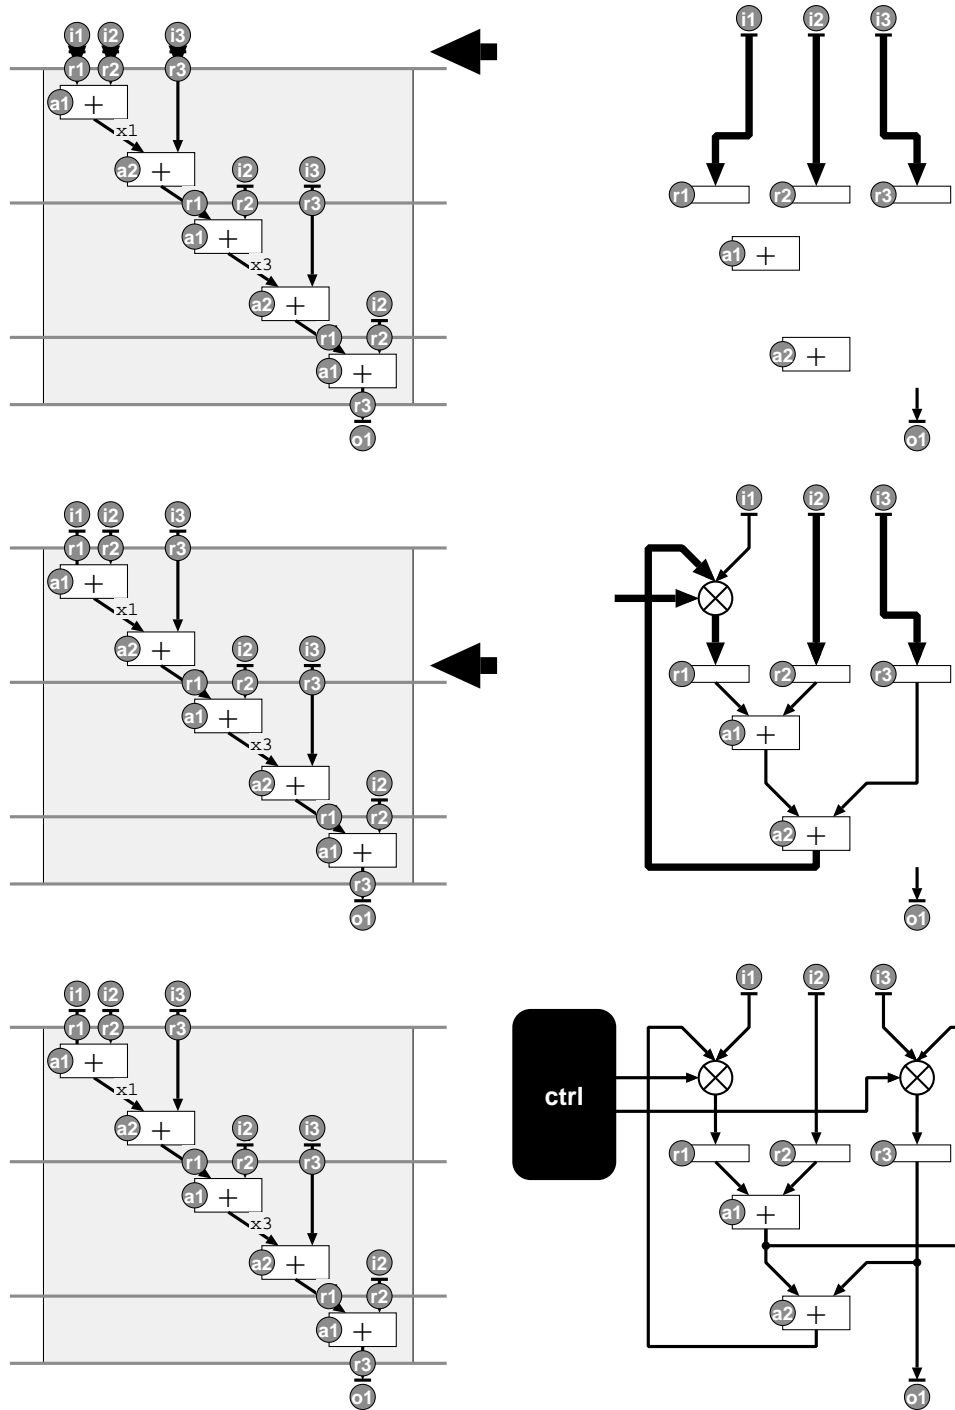 i1 i2 i3
r1 r2 r3
a1 +
x1
a2 +
i2 i3
r1 r2 r3
a1 +
x3
a2 +
i2
r1 r2
a1 +
r3
o1
i1 i2 i3
r1 r2 r3
a1 +
a2 +
o1
i1 i2 i3
r1 r2 r3
a1 +
x1
a2 +
i2 i3
r1 r2 r3
a1 +
x3
a2 +
i2
r1 r2
a1 +
r3
o1
i1 i2 i3
r1 r2 r3
a1 +
a2 +
o1
i1 i2 i3
r1 r2 r3
a1 +
x1
a2 +
i2 i3
r1 r2 r3
a1 +
x3
a2 +
i2
r1 r2
a1 +
r3
o1
i1 i2 i3
ctrl
r1 r2 r3
a1 +
a2 +
o1